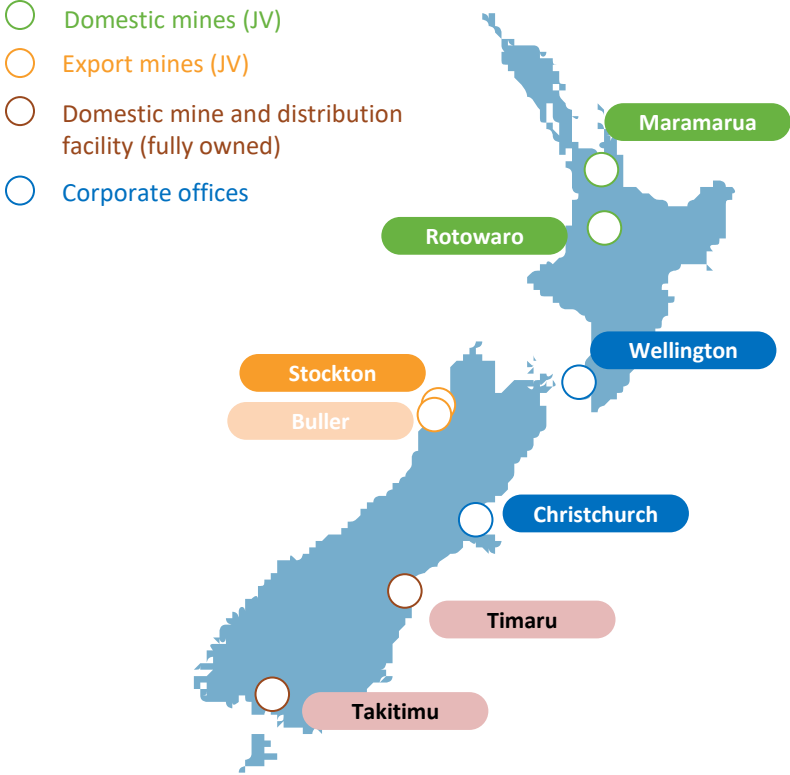 Domestic mines (JV)
Export mines (JV)
Domestic mine and distribution
facility (fully owned)
Corporate offices
Maramarua
Rotowaro
Wellington
Stockton
Buller
Christchurch
Timaru
Takitimu